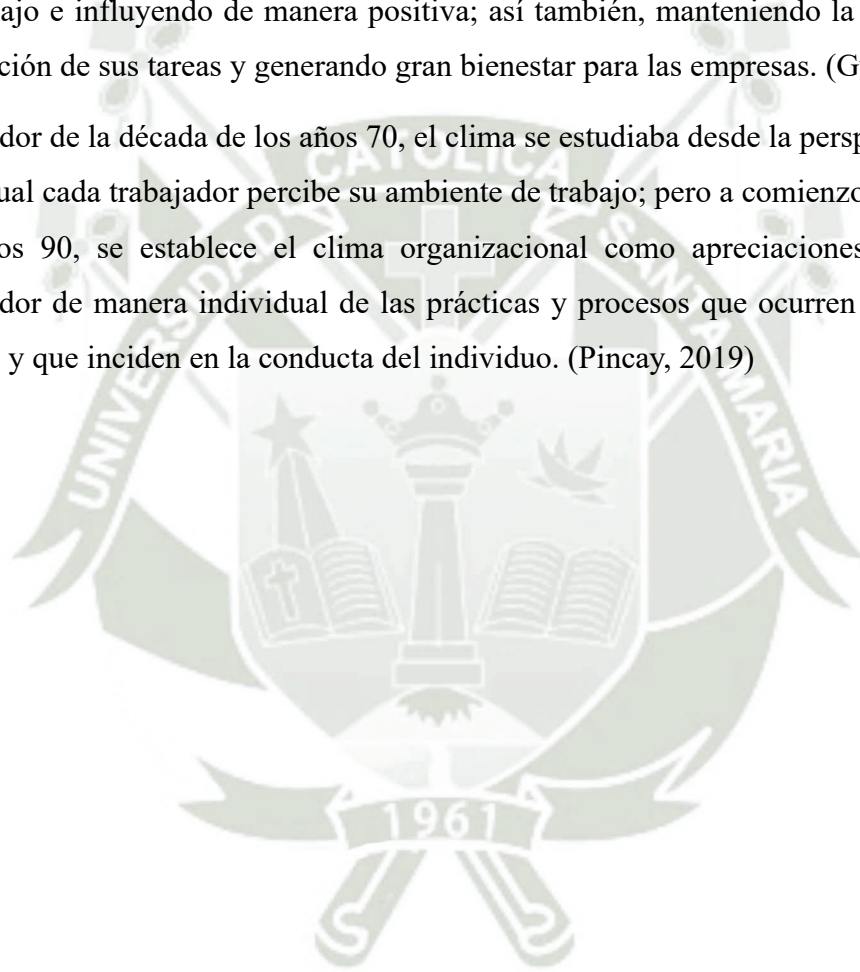 ajo e influyendo de manera positiva; así también, manteniendo la
ción de sus tareas y generando gran bienestar para las empresas. (G
dor de la década de los años 70, el clima se estudiaba desde la persp
ual cada trabajador percibe su ambiente de trabajo; pero a comienzo
os 90, se establece el clima organizacional como apreciaciones
dor de manera individual de las prácticas y procesos que ocurren
y que inciden en la conducta del individuo. (Pincay, 2019)
UNIVERSIDAD CATOLICA DE SANTA MARIA
1961